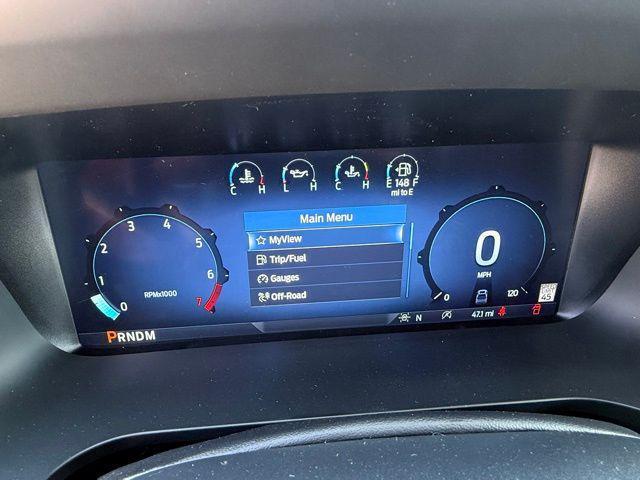 C H
L H
C H
E 148 F
mi to E
Main Menu
MyView
Trip/Fuel
Gauges
Off-Road
0 1 2 3 4 5 6 7
RPMx1000
0
MPH
0 120
45
PRNDM
N
47.1 mi